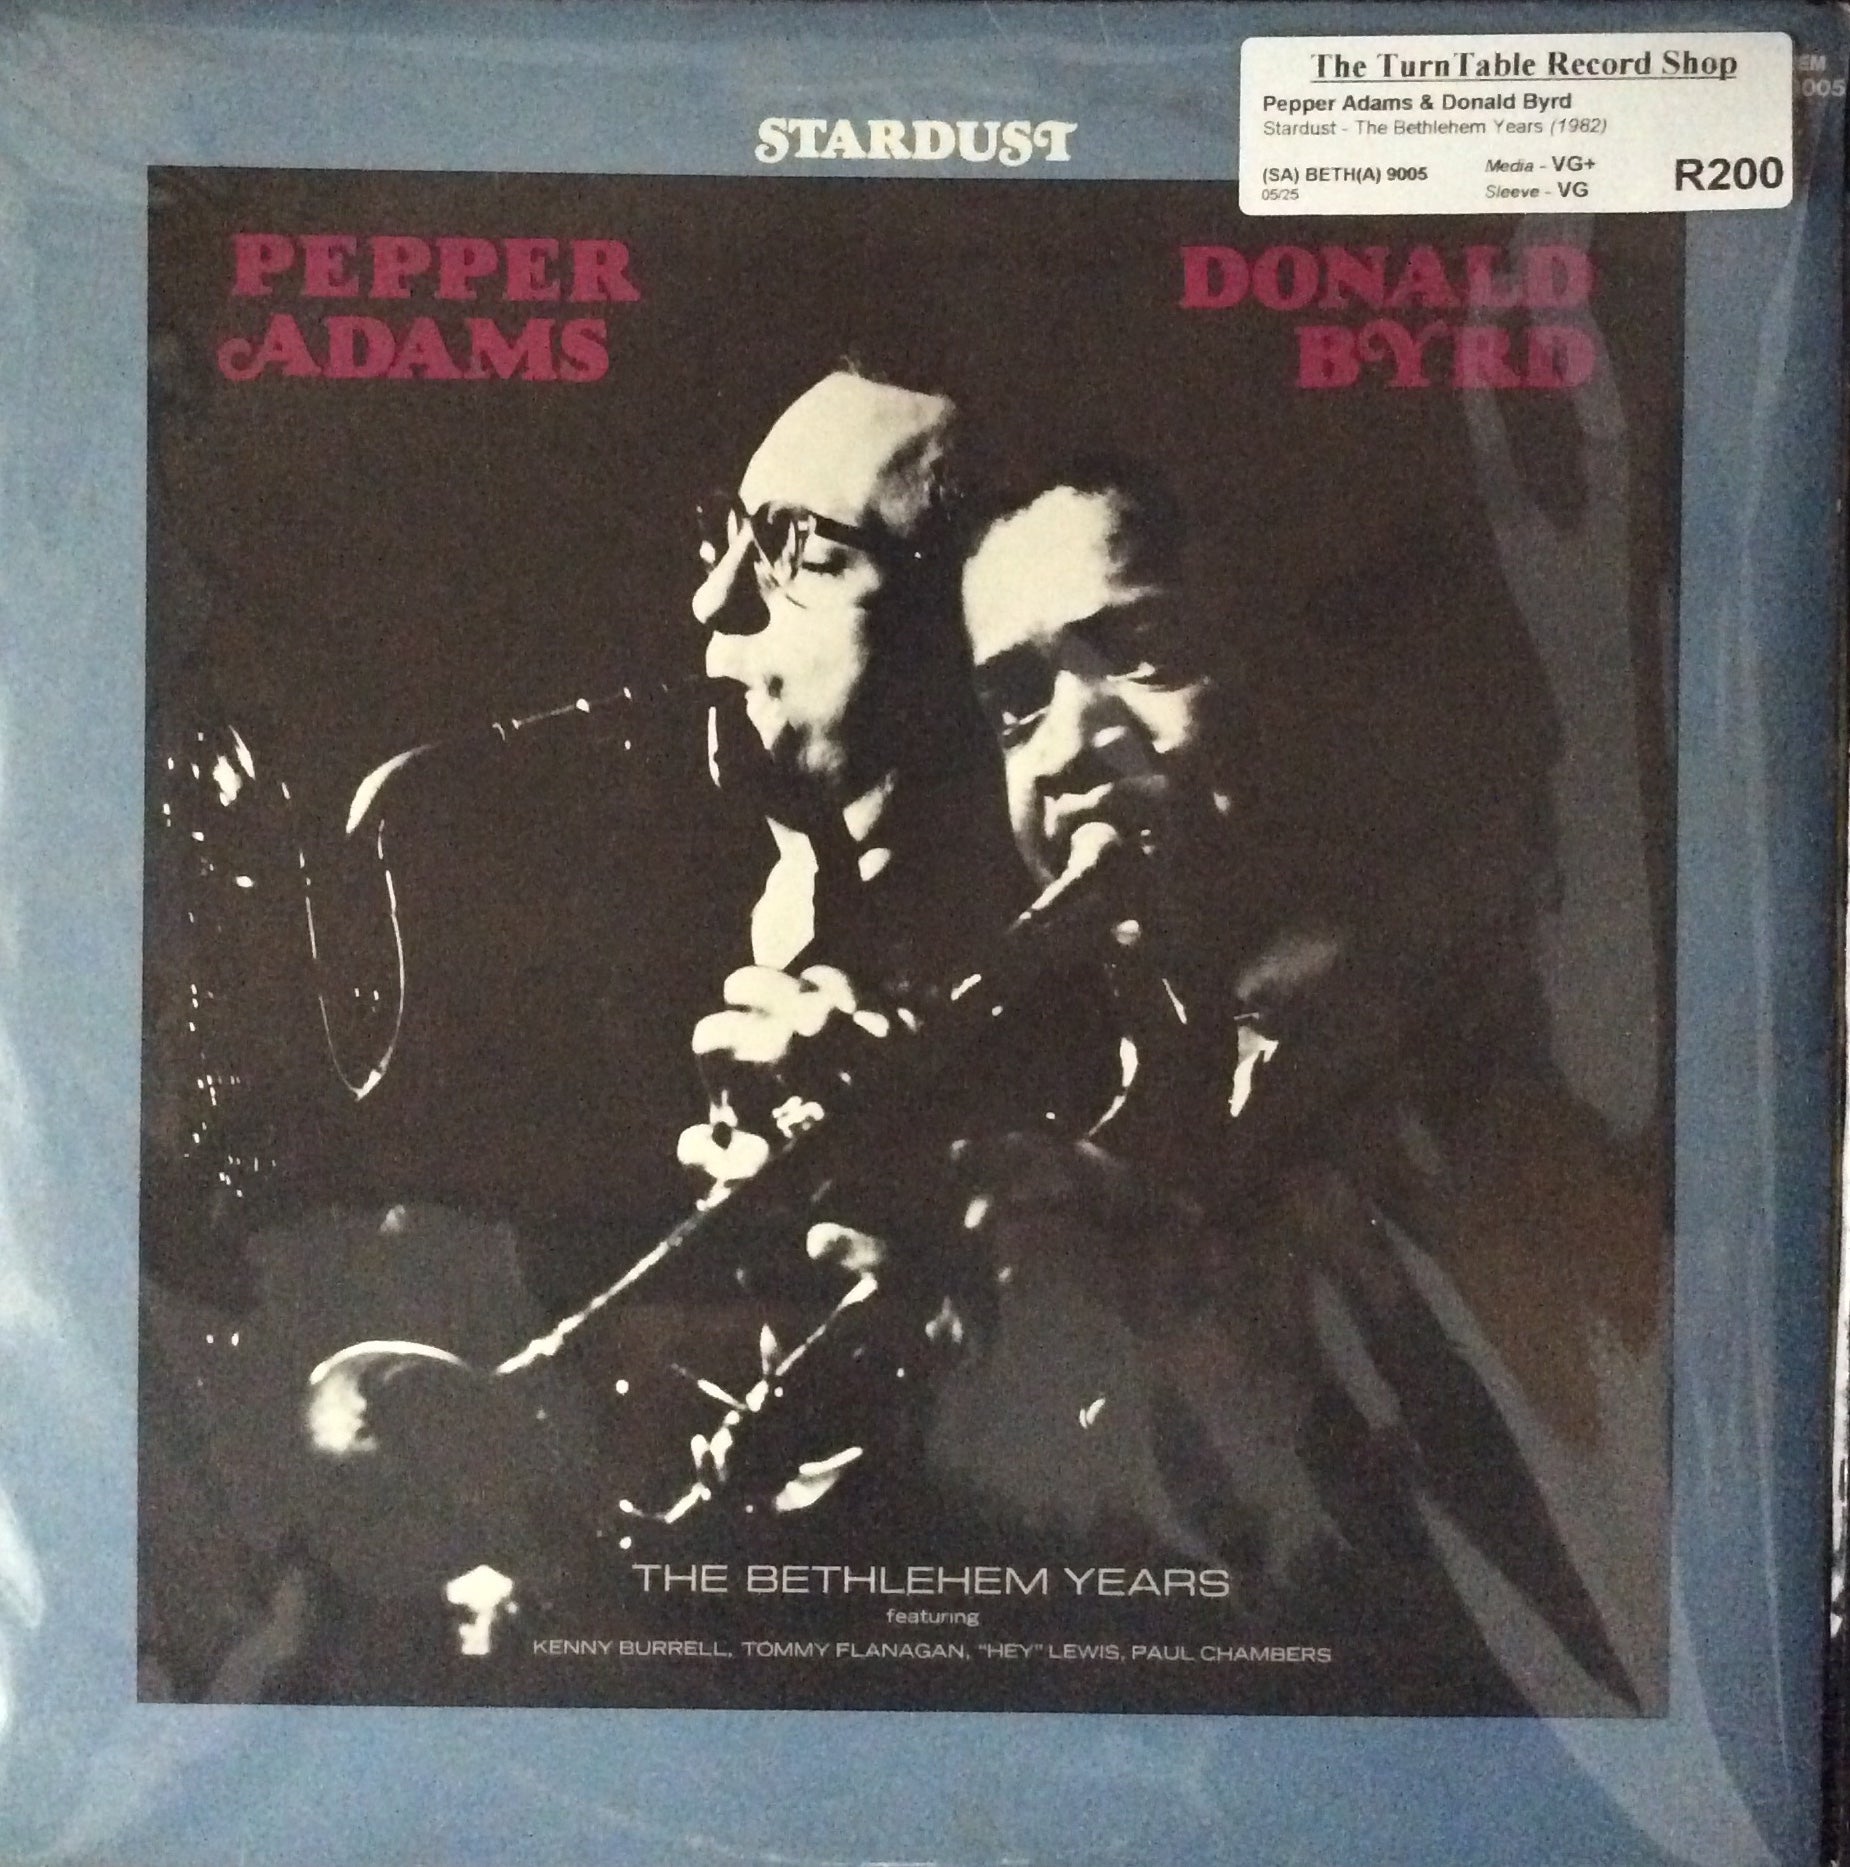 The TurnTable Record Shop
Pepper Adams & Donald Byrd
Stardust - The Bethlehem Years (1982)
(SA) BETH(A) 9005 Media - VG+ R200
05/25 Sleeve - VG
STARDUST
PEPPER
ADAMS
DONALD
BYRD
THE BETHLEHEM YEARS
featuring
KENNY BURRELL, TOMMY FLANAGAN, "HEY" LEWIS, PAUL CHAMBERS